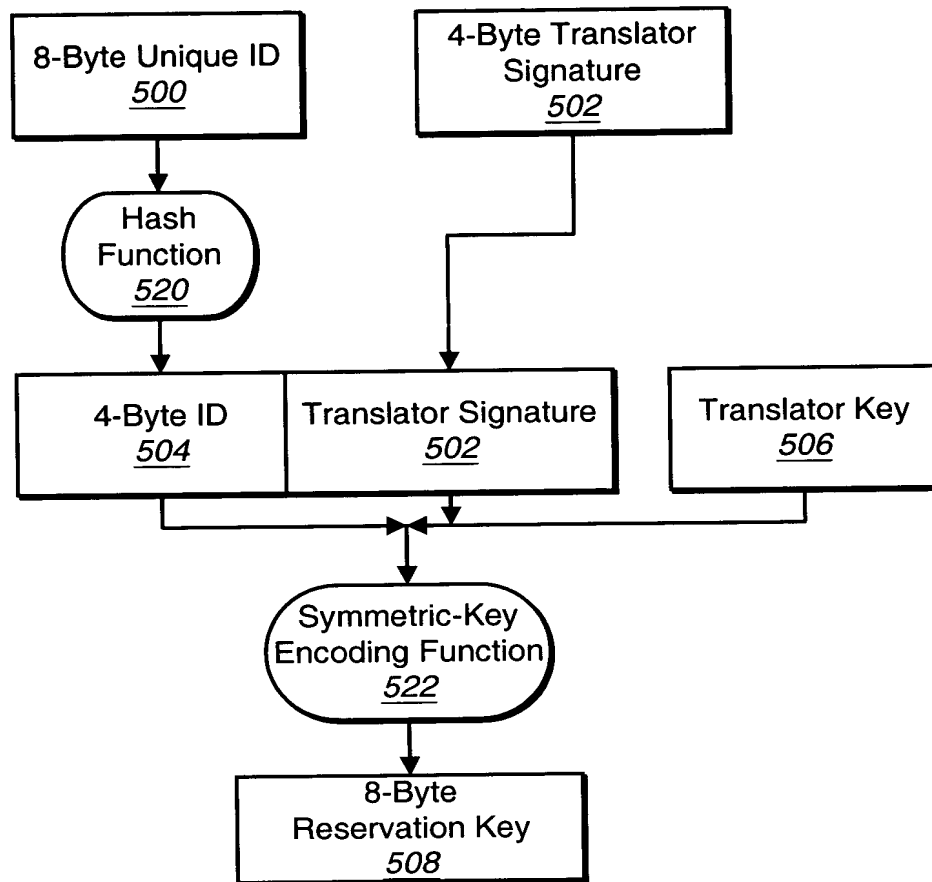 8-Byte Unique ID
500
4-Byte Translator
Signature
502
Hash
Function
520
4-Byte ID
504
Translator Signature
502
Translator Key
506
Symmetric-Key
Encoding Function
522
8-Byte
Reservation Key
508